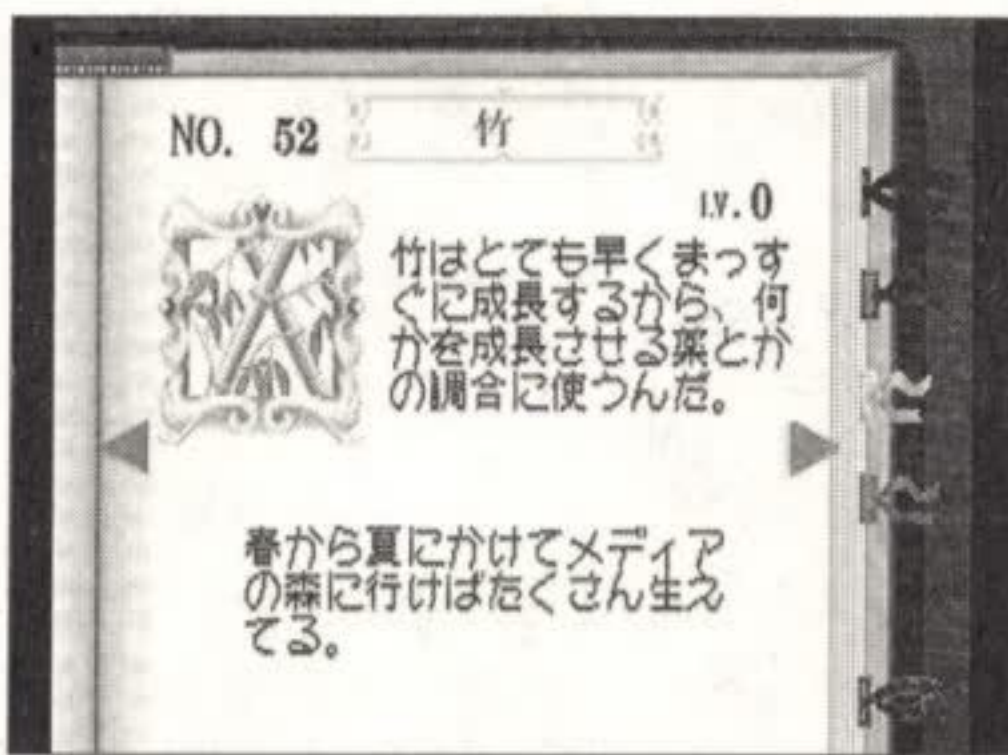 NO. 52
竹
LV. 0
竹はとても早くまっす
ぐに成長するから、何
かを成長させる薬とか
の調合に使うんだ。
春から夏にかけてメディア
の森に行けばたくさん生え
てる。